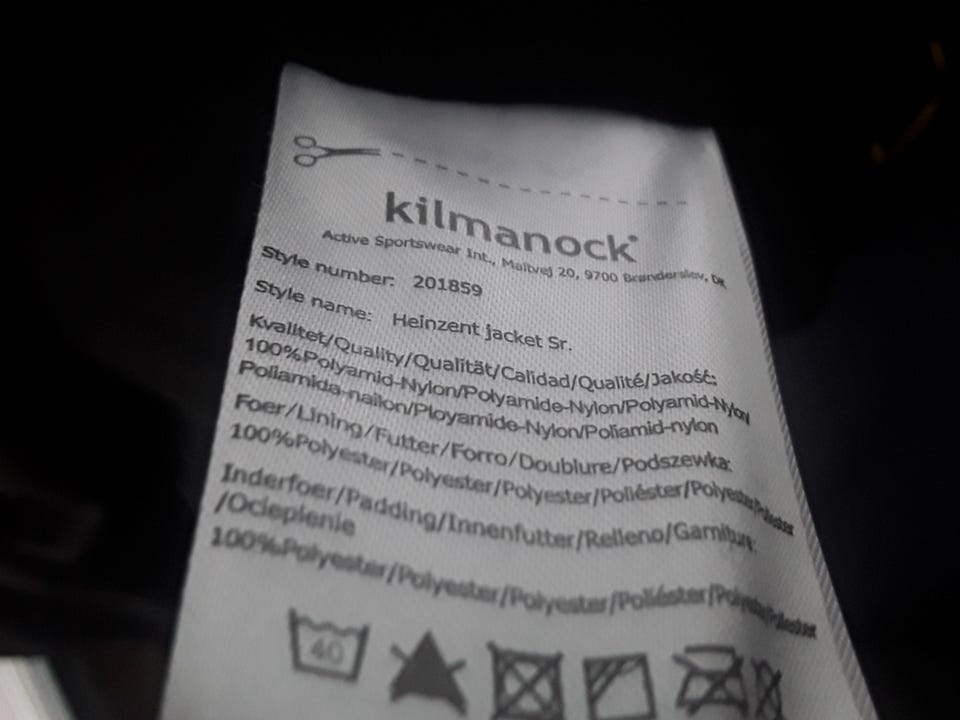 kilmanock®
Active Sportswear Int., Maltvej 20, 9700 Brønderslev, DK
Style number: 201859
Style name: Heinzent jacket Sr.
Kvalitet/Quality/Qualität/Calidad/Qualité/Jakość:
100%Polyamid-Nylon/Polyamide-Nylon/Polyamid-Nylon/
Poliamida-nailon/Ployamide-Nylon/Poliamid-nylon
Foer/Lining/Futter/Forro/Doublure/Podszewka:
100%Polyester/Polyester/Polyester/Poliéster/Polyester/Poliester
Inderfoer/Padding/Innenfutter/Relleno/Garniture
/Ocieplenie
100%Polyester/Polyester/Polyester/Poliéster/Polyester/Poliester
40